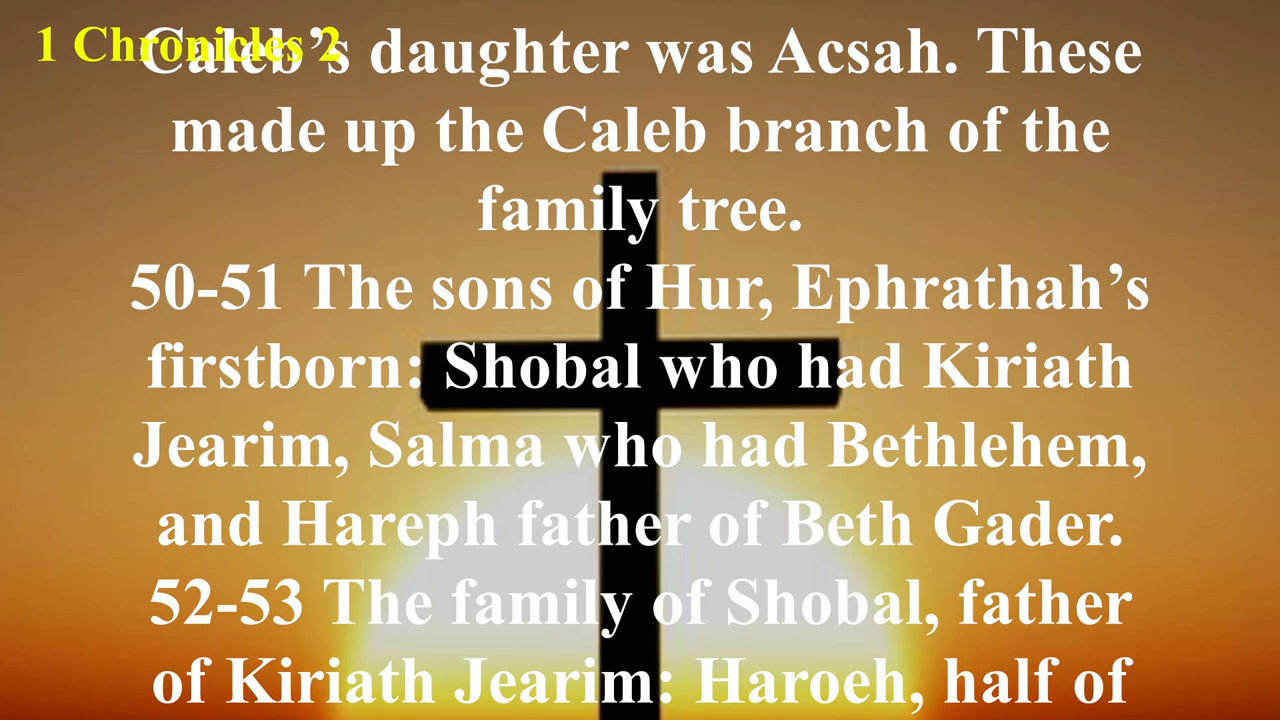 1 Chronicles 2
Caleb’s daughter was Acsah. These
made up the Caleb branch of the
family tree.
50-51 The sons of Hur, Ephrathah’s
firstborn: Shobal who had Kiriath
Jearim, Salma who had Bethlehem,
and Hareph father of Beth Gader.
52-53 The family of Shobal, father
of Kiriath Jearim: Haroeh, half of